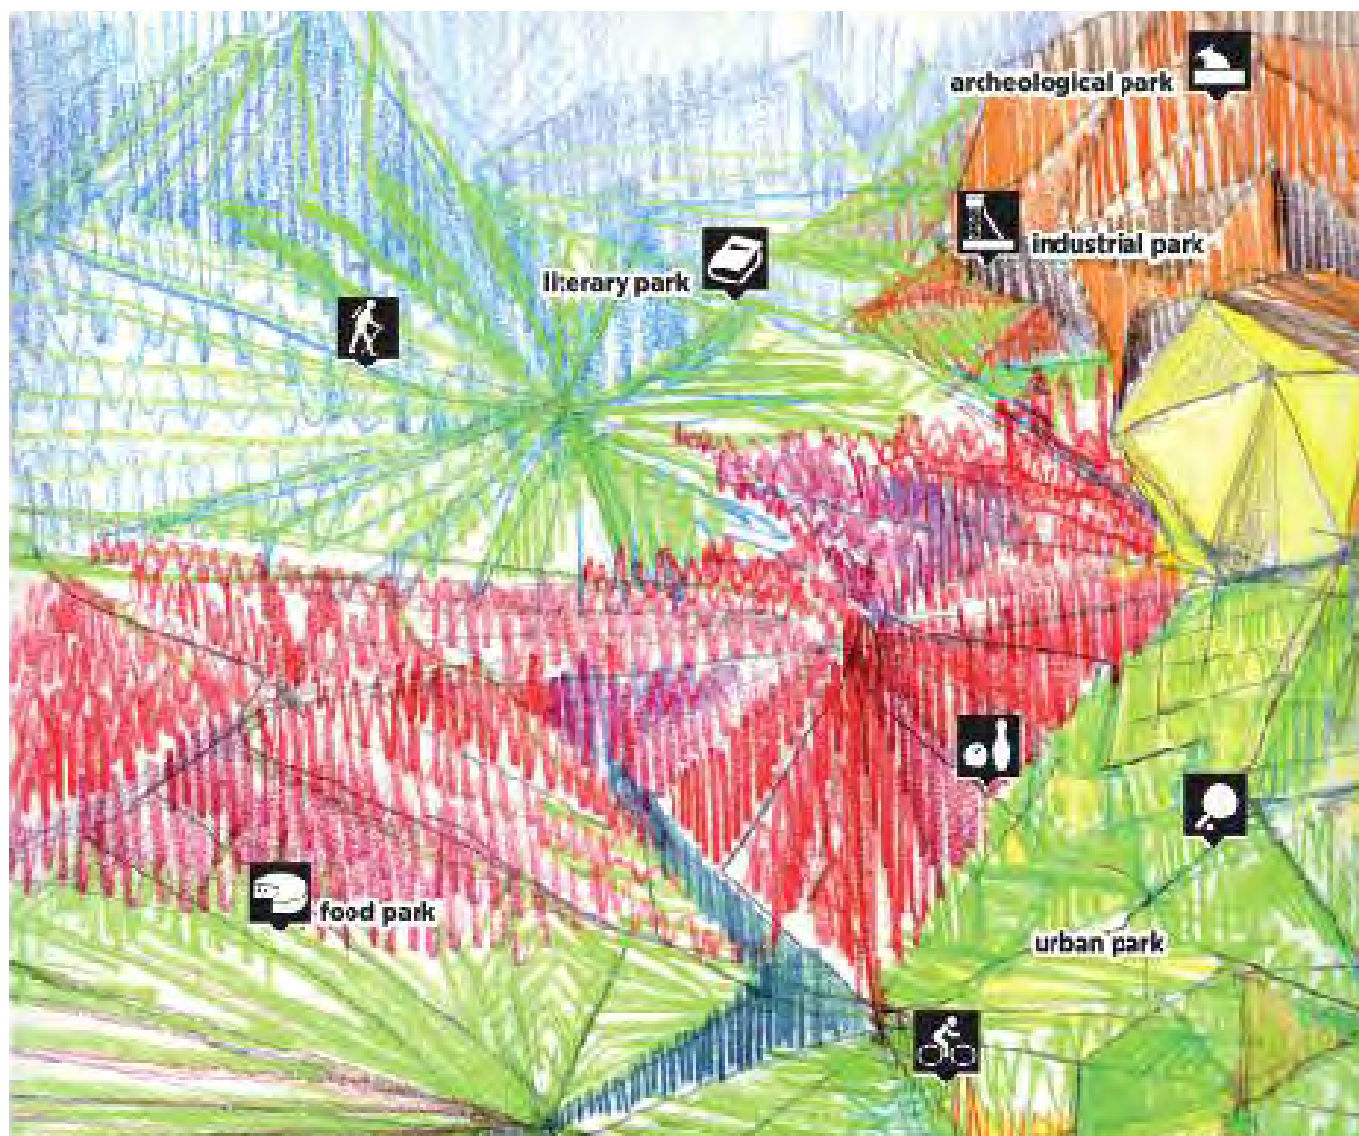 archeological park
industrial park
literary park
food park
urban park